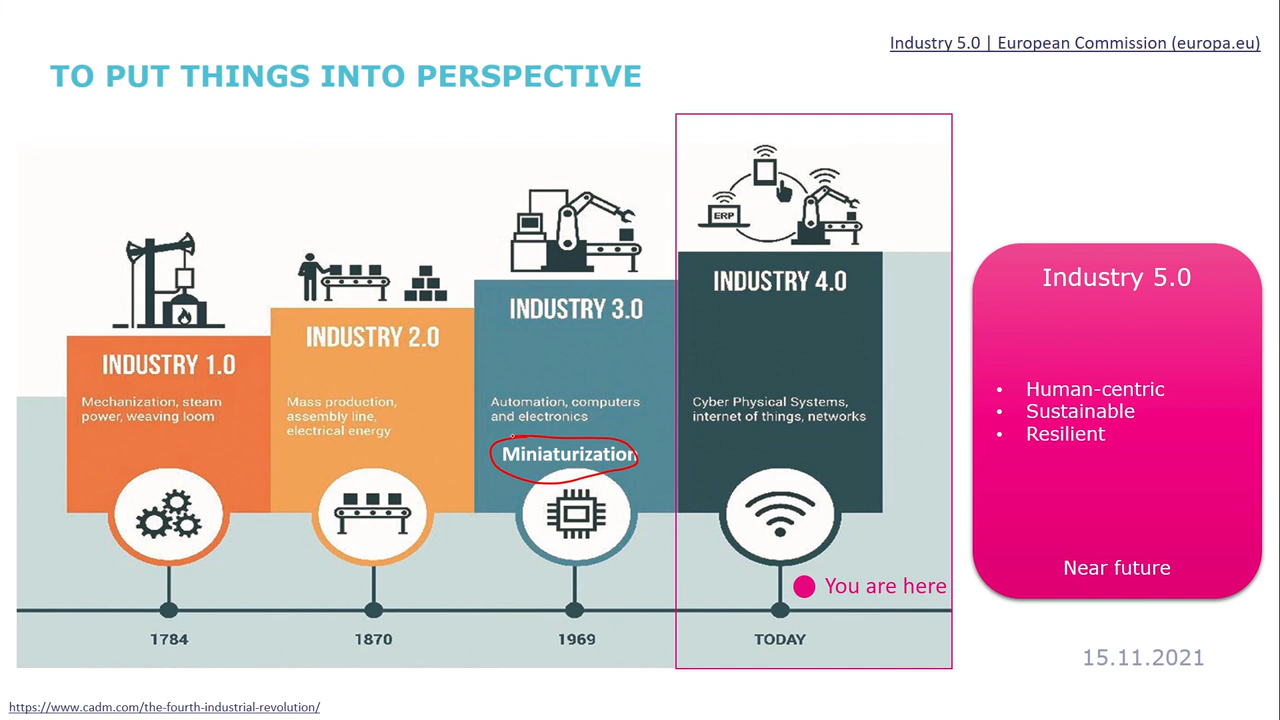 Industry 5.0 | European Commission (europa.eu)
TO PUT THINGS INTO PERSPECTIVE
ERP
INDUSTRY 1.0
Mechanization, steam
power, weaving loom
1784
INDUSTRY 2.0
Mass production,
assembly line,
electrical energy
1870
INDUSTRY 3.0
Automation, computers
and electronics
Miniaturization
1969
INDUSTRY 4.0
Cyber Physical Systems,
internet of things, networks
You are here
TODAY
Industry 5.0
• Human-centric
• Sustainable
• Resilient
Near future
15.11.2021
https://www.cadm.com/the-fourth-industrial-revolution/